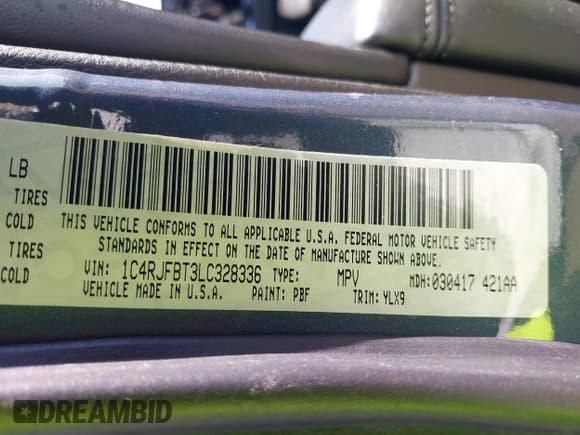 LB
TIRES
COLD
TIRES
COLD
THIS VEHICLE CONFORMS TO ALL APPLICABLE U.S.A. FEDERAL MOTOR VEHICLE SAFETY
STANDARDS IN EFFECT ON THE DATE OF MANUFACTURE SHOWN ABOVE.
VIN: 1C4RJFBT3LC328336 TYPE: MPV MDH:030417 421AA
VEHICLE MADE IN U.S.A. PAINT: PBF TRIM: YLX9
DREAMBID